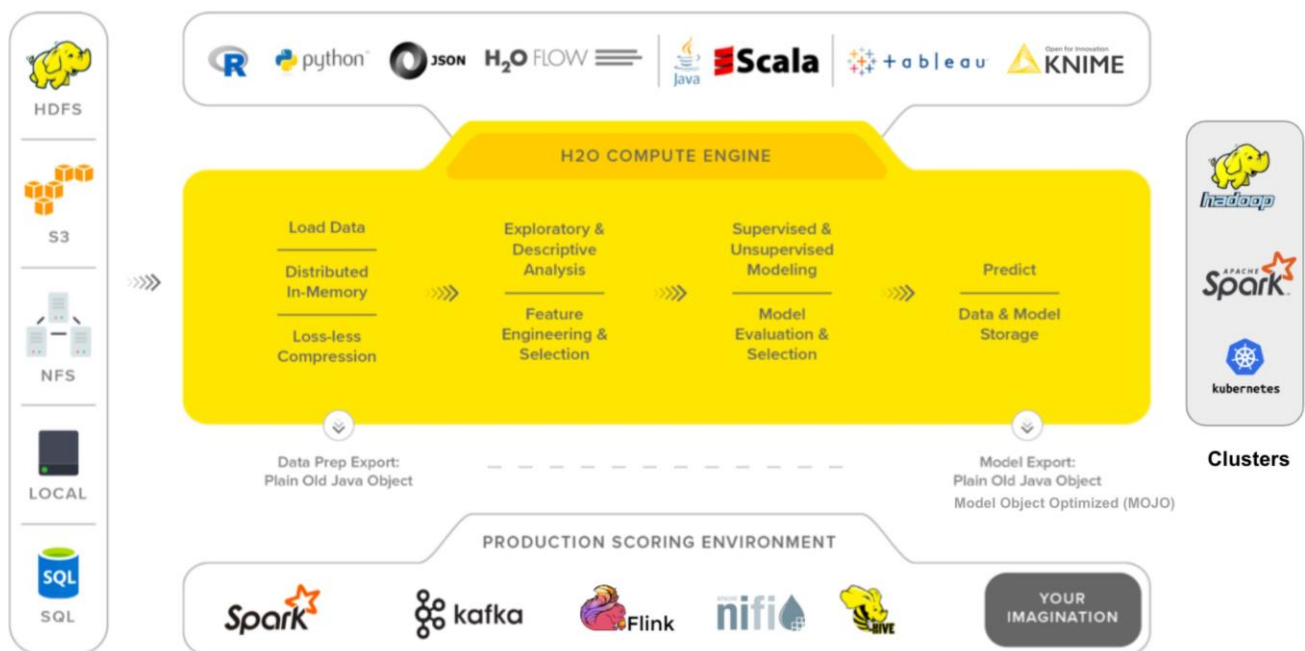 HDFS
S3
NFS
LOCAL
SQL
SQL
R
python
JSON
H2O FLOW
Java
Scala
+ a b l e a u
Open for Innovation
KNIME
H2O COMPUTE ENGINE
Load Data
Distributed
In-Memory
Loss-less
Compression
Exploratory &
Descriptive
Analysis
Feature
Engineering &
Selection
Supervised &
Unsupervised
Modeling
Model
Evaluation &
Selection
Predict
Data & Model
Storage
Data Prep Export:
Plain Old Java Object
Model Export:
Plain Old Java Object
Model Object Optimized (MOJO)
hadoop
APACHE
Spark
kubernetes
Clusters
PRODUCTION SCORING ENVIRONMENT
Spark
kafka
Flink
APACHE
nifi
HIVE
YOUR
IMAGINATION